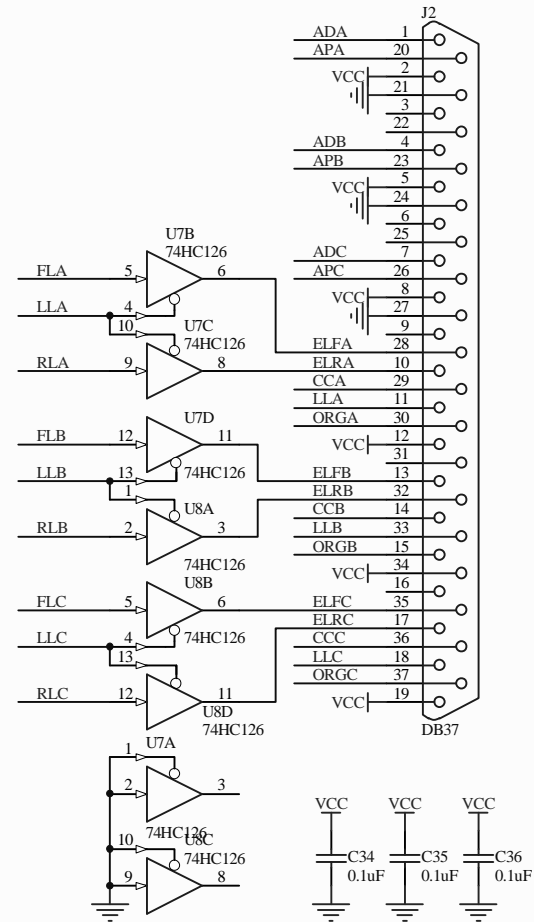 J2
ADA 1
APA 20
VCC 2
21
3
22
ADB 4
APB 23
VCC 5
24
6
25
ADC 7
APC 26
VCC 8
27
9
ELFA 28
ELRA 10
CCA 29
LLA 11
ORGA 30
VCC 12
31
ELFB 13
ELRB 32
CCB 14
LLB 33
ORGB 15
VCC 34
16
ELFC 35
ELRC 17
CCC 36
LLC 18
ORGC 37
VCC 19
DB37
U7B
74HC126
FLA 5 6
LLA 4
10 U7C
74HC126
RLA 9 8
U7D
FLB 12 11
LLB 13 74HC126
1 U8A
RLB 2 3
74HC126
U8B
FLC 5 6
LLC 4 74HC126
13
RLC 12 11
U8D
74HC126
U7A
1
2 3
74HC126
U8C
10 74HC126
9 8
VCC VCC VCC
C34 C35 C36
0.1uF 0.1uF 0.1uF